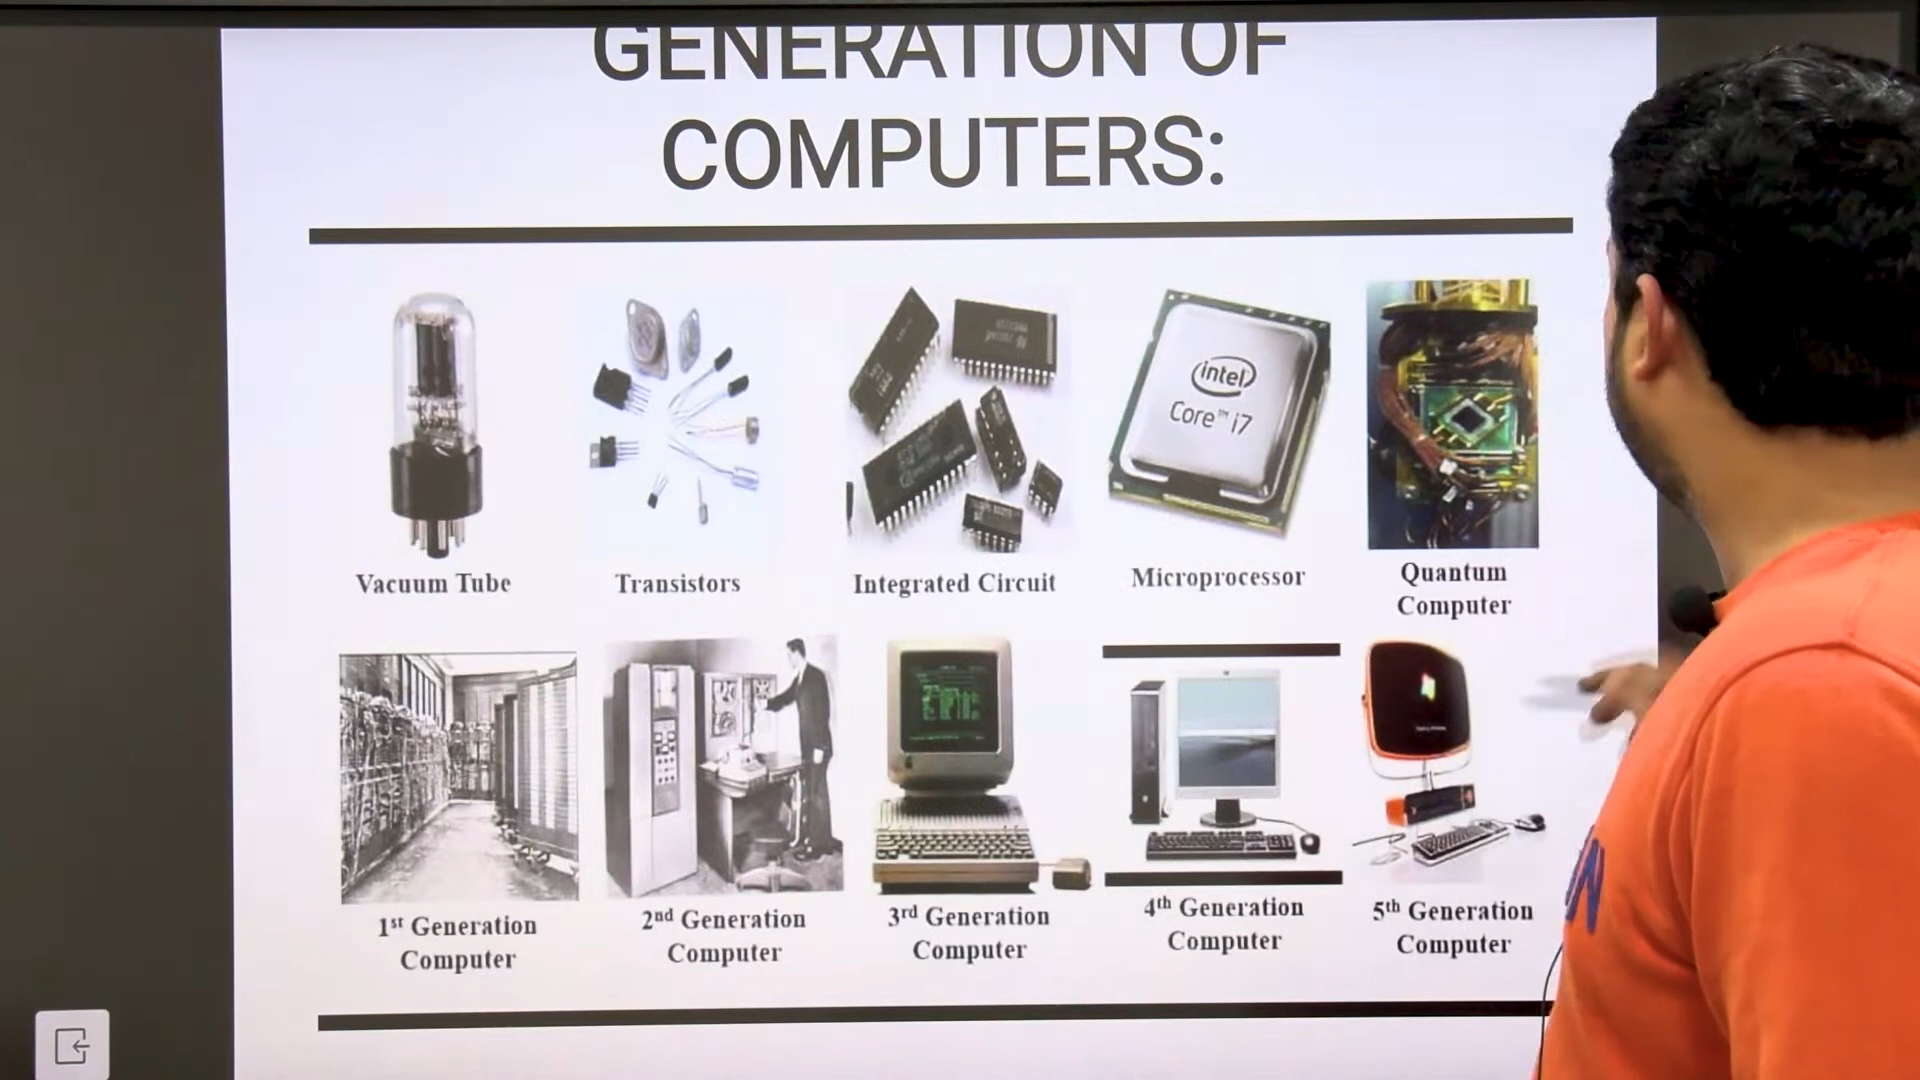 GENERATION OF
COMPUTERS:
intel
Core™ i7
Vacuum Tube
Transistors
Integrated Circuit
Microprocessor
Quantum
Computer
1st Generation
Computer
2nd Generation
Computer
3rd Generation
Computer
4th Generation
Computer
5th Generation
Computer